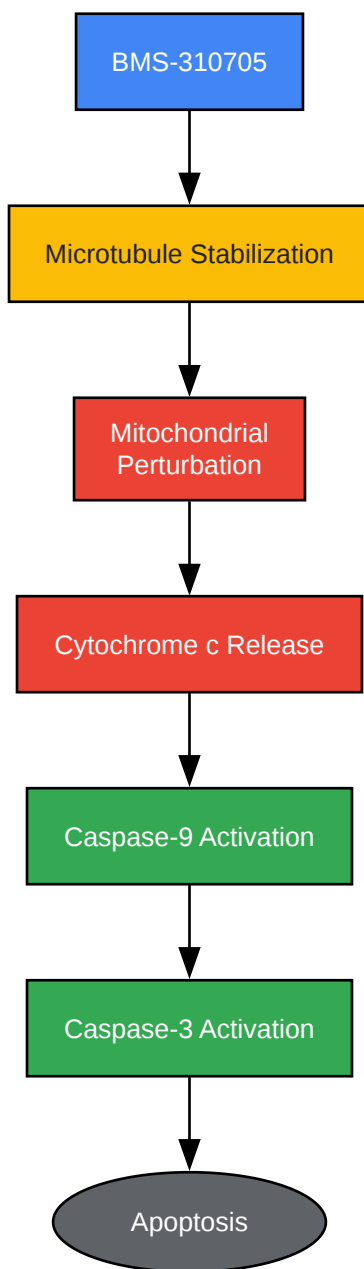 BMS-310705
Microtubule Stabilization
Mitochondrial
Perturbation
Cytochrome c Release
Caspase-9 Activation
Caspase-3 Activation
Apoptosis